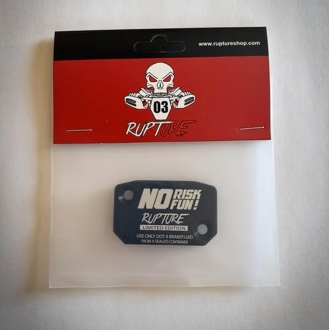 www.ruptureshop.com
03
RUPTURE
NO RISK
FUN!
RUPTURE
LIMITED EDITION
USE ONLY DOT 4 BRAKEFLUID
FROM A SEALED CONTAINER